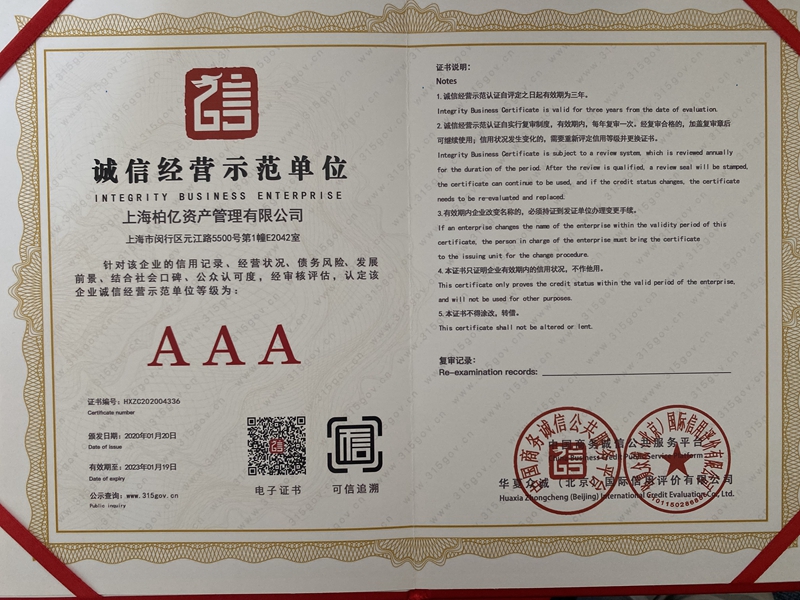 诚信经营示范单位
INTEGRITY BUSINESS ENTERPRISE
上海柏亿资产管理有限公司
上海市闵行区元江路5500号第1幢E2042室
针对该企业的信用记录、经营状况、债务风险、发展
前景、结合社会口碑、公众认可度，经审核评估，认定该
企业诚信经营示范单位等级为：
AAA
证书编号：HXZC202004336
Certificate number
颁发日期：2020年01月20日
Date of issue
有效期至：2023年01月19日
Date of expiry
公示查询：www.315gov.cn
Public inquiry
电子证书
信
可信追溯
证书说明：
Notes
1.诚信经营示范认证自评定之日起有效期为三年。
Integrity Business Certificate is valid for three years from the date of evaluation.
2.诚信经营示范认证自实行复审制度，有效期内，每年复审一次。经复审合格的，加盖复审章后
可继续使用；信用状况发生变化的，需要重新评定信用等级并更换证书。
Integrity Business Certificate is subject to a review system, which is reviewed annually
for the duration of the period. After the review is qualified, a review seal will be stamped,
the certificate can continue to be used, and if the credit status changes, the certificate
needs to be re-evaluated and replaced.
3.有效期内企业改变名称的，必须持证到发证单位办理变更手续。
If an enterprise changes the name of the enterprise within the validity period of this
certificate, the person in charge of the enterprise must bring the certificate
to the issuing unit for the change procedure.
4.本证书只证明企业有效期内的信用状况，不作他用。
This certificate only proves the credit status within the valid period of the enterprise,
and will not be used for other purposes.
5.本证书不得涂改，转借。
This certificate shall not be altered or lent.
复审记录：
Re-examination records:
中国商务诚信公共服务平台
Business Credit Public Service Platform
华夏众诚（北京）国际信用评价有限公司
Huaxia Zhongcheng (Beijing) International Credit Evaluation Co., Ltd.